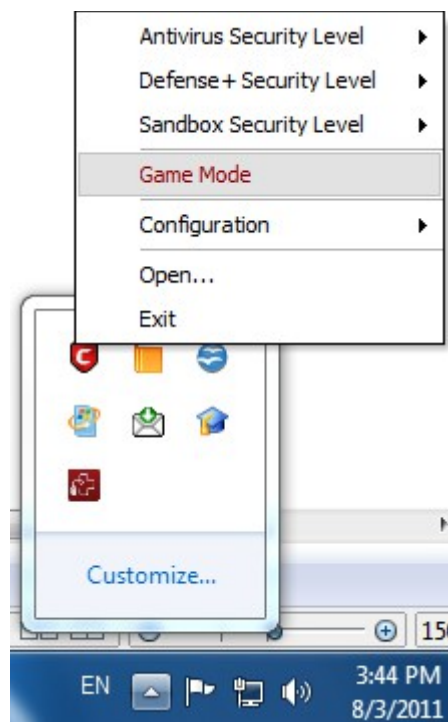 Antivirus Security Level
Defense+ Security Level
Sandbox Security Level
Game Mode
Configuration
Open...
Exit
Customize...
150
EN
3:44 PM
8/3/2011